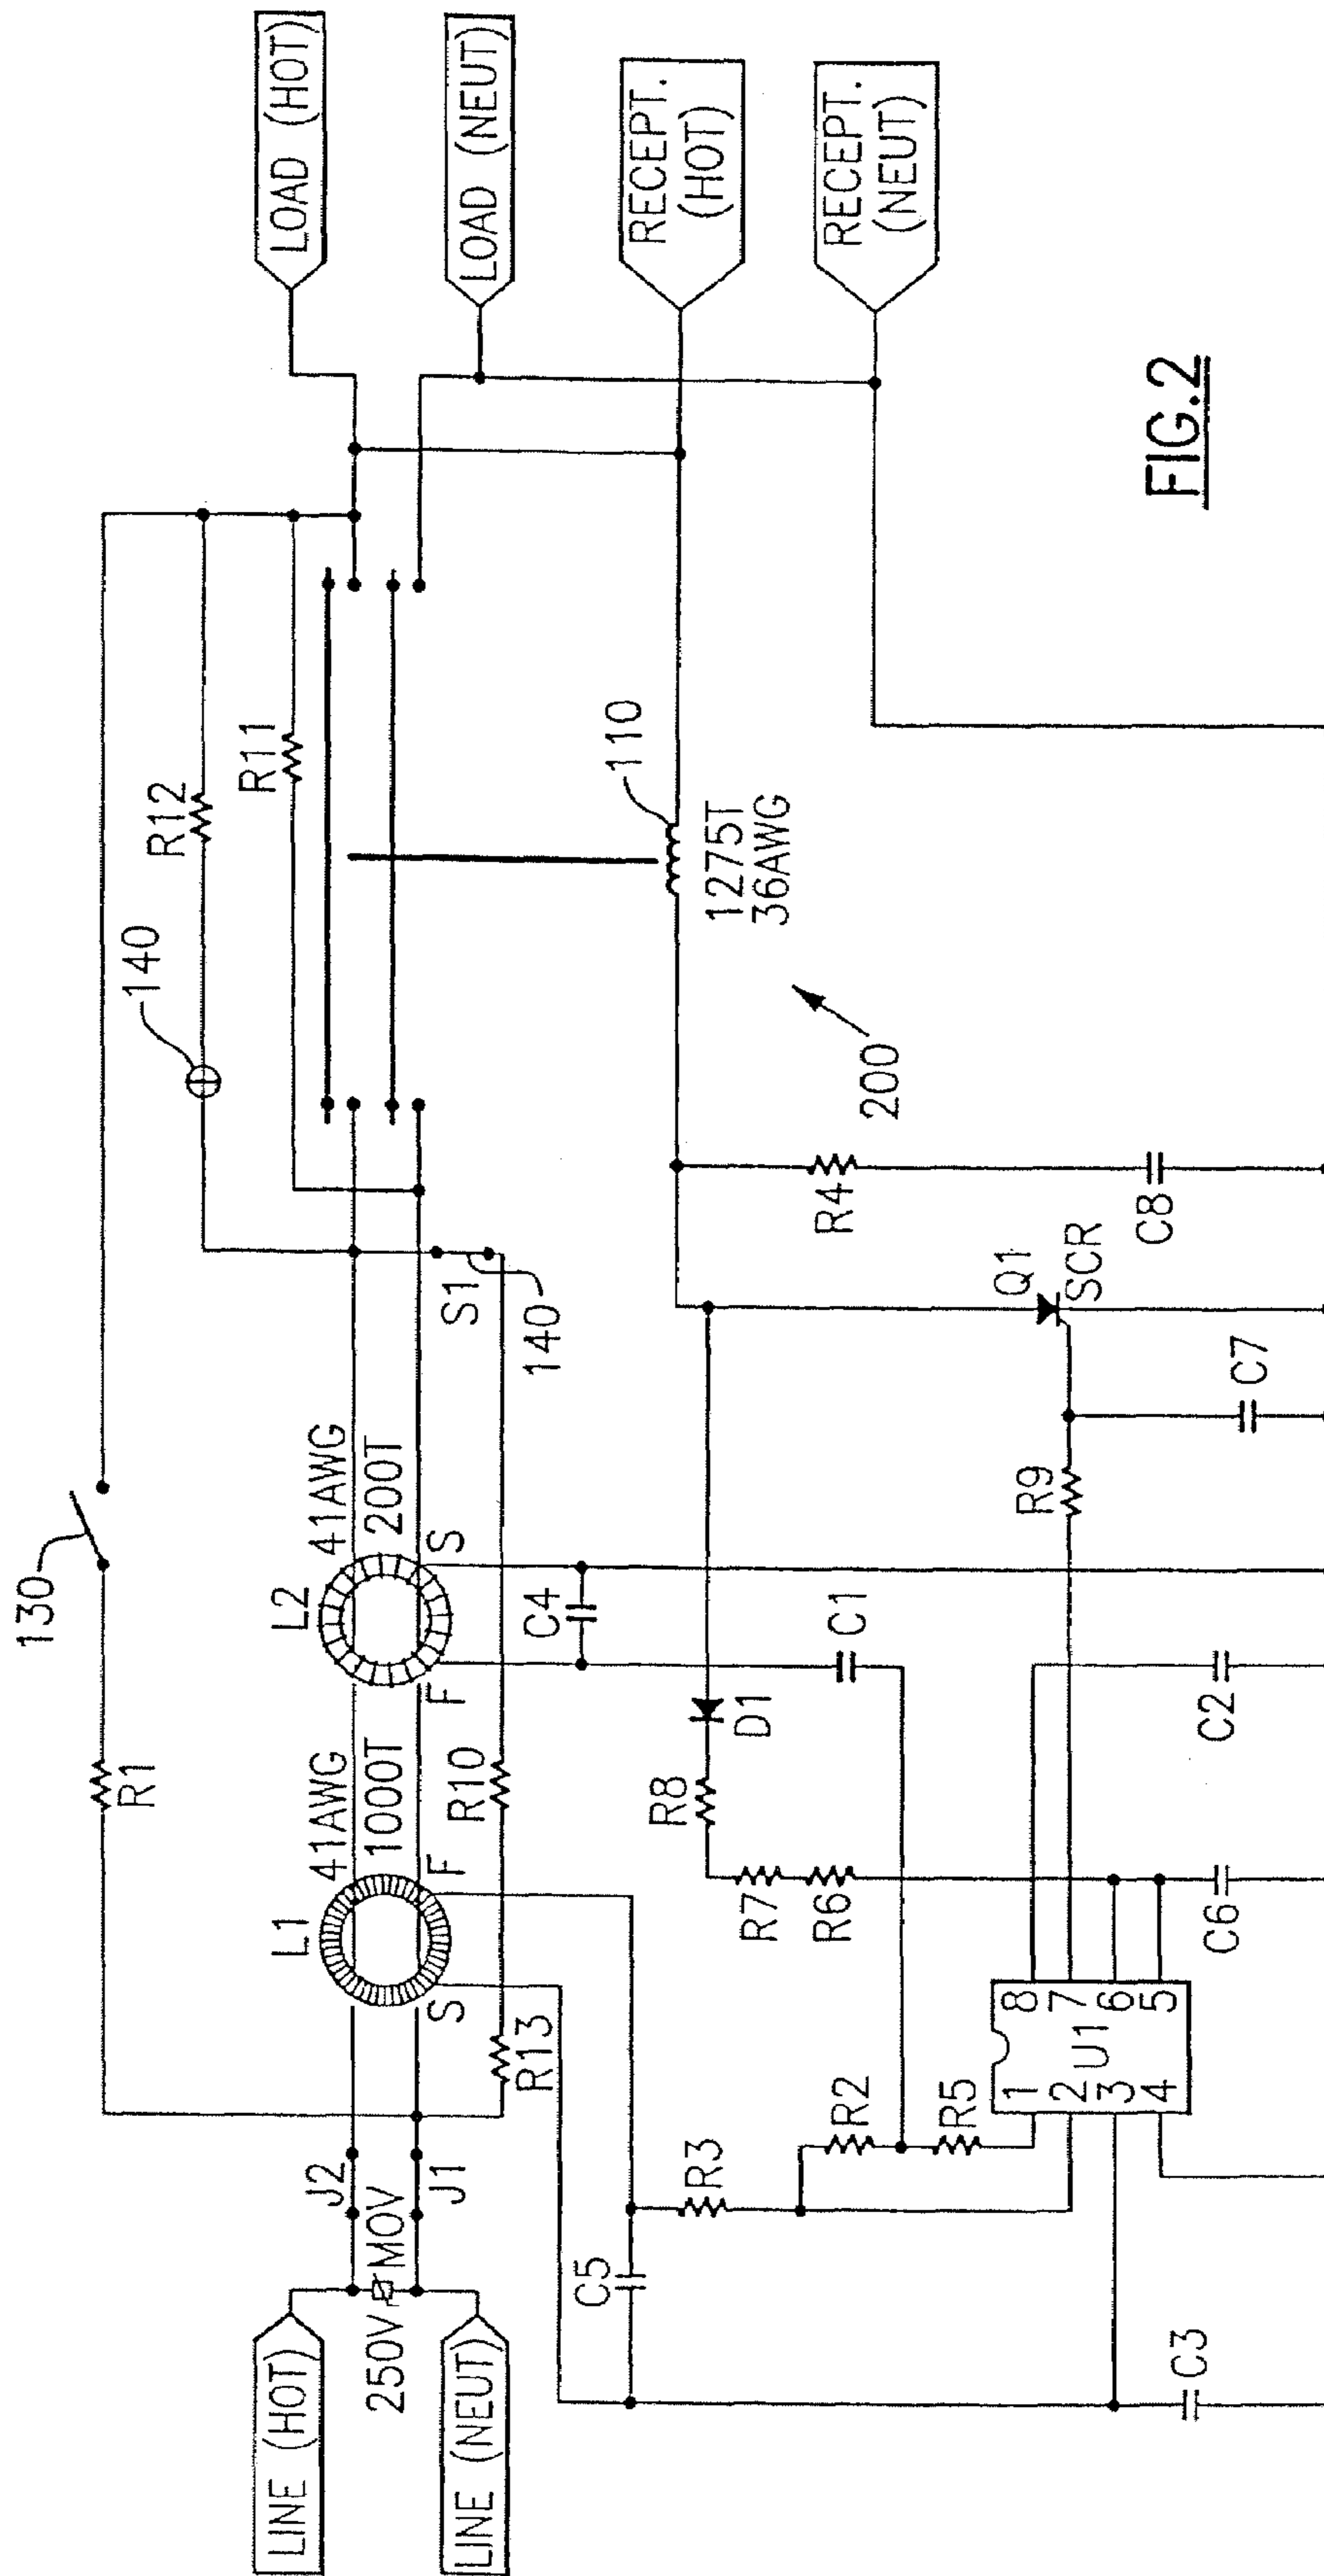 130
R1
140
R12
R11
LOAD (HOT)
LINE (HOT)
J2
L1
41AWG
1000T
L2
41AWG
200T
250V
MOV
LOAD (NEUT)
LINE (NEUT)
J1
S
F
F
S
S1
140
R13
R10
C4
RECEPT.
(HOT)
C5
110
1275T
36AWG
R3
R7
R8
D1
R6
C1
RECEPT.
(NEUT)
R2
R5
R4
200
1
2
3
4
U1
8
7
6
5
R9
Q1
SCR
C8
C3
C6
C2
C7
FIG.2